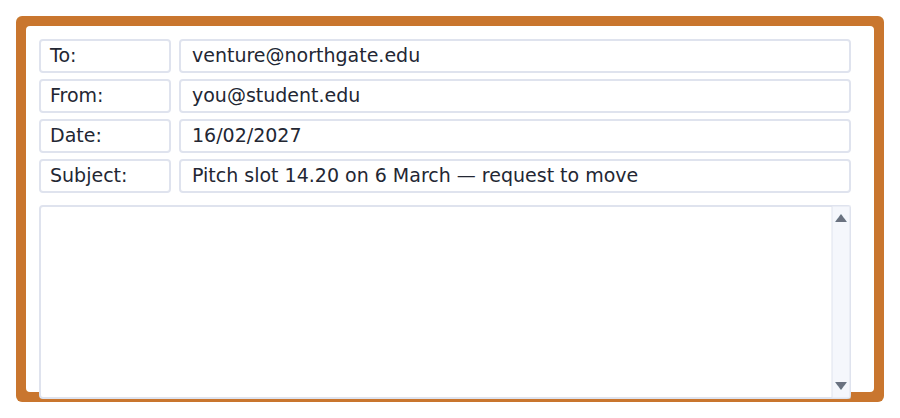 To: venture@northgate.edu
From: you@student.edu
Date: 16/02/2027
Subject: Pitch slot 14.20 on 6 March — request to move